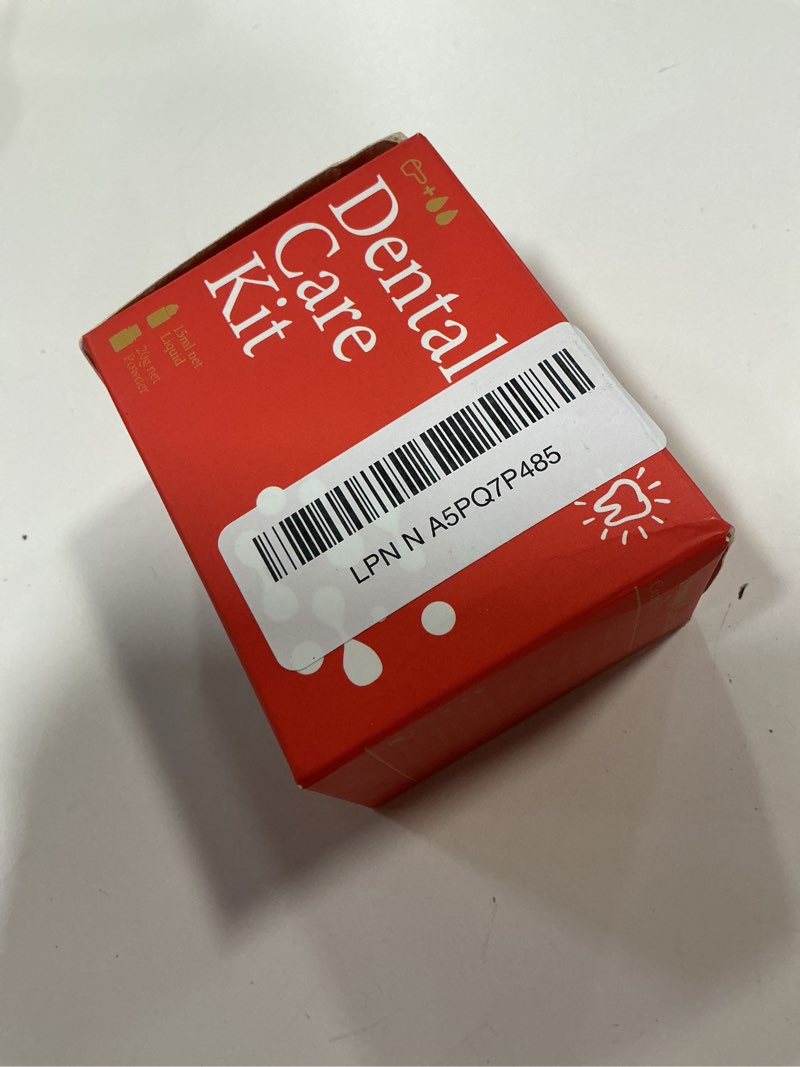 Dental
Care
Kit
15ml net
Liquid
20g net
Powder
LPN N A5PQ7P485